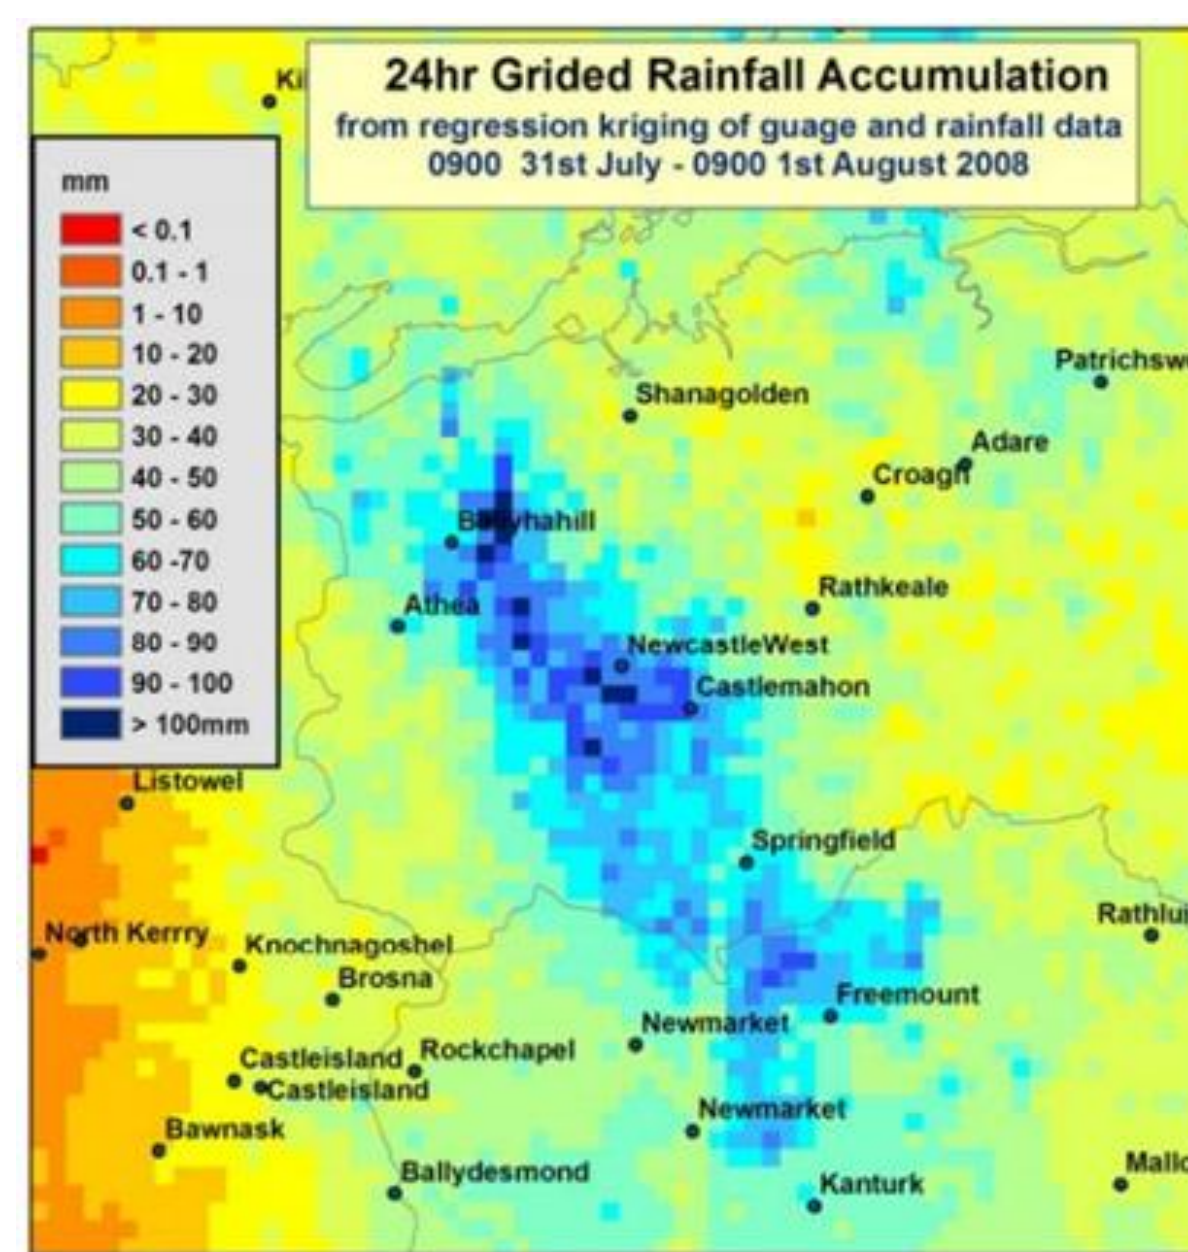 24hr Grided Rainfall Accumulation
from regression kriging of guage and rainfall data
0900 31st July - 0900 1st August 2008
mm
< 0.1
0.1 - 1
1 - 10
10 - 20
20 - 30
30 - 40
40 - 50
50 - 60
60 -70
70 - 80
80 - 90
90 - 100
> 100mm
Shanagolden
Adare
Croagh
Ballyhahill
Rathkeale
Athea
NewcastleWest
Castlemahon
Listowel
Springfield
North Kerrry
Knochnagoshel
Brosna
Freemount
Newmarket
Rockchapel
Castleisland
Castleisland
Newmarket
Bawnask
Ballydesmond
Kanturk